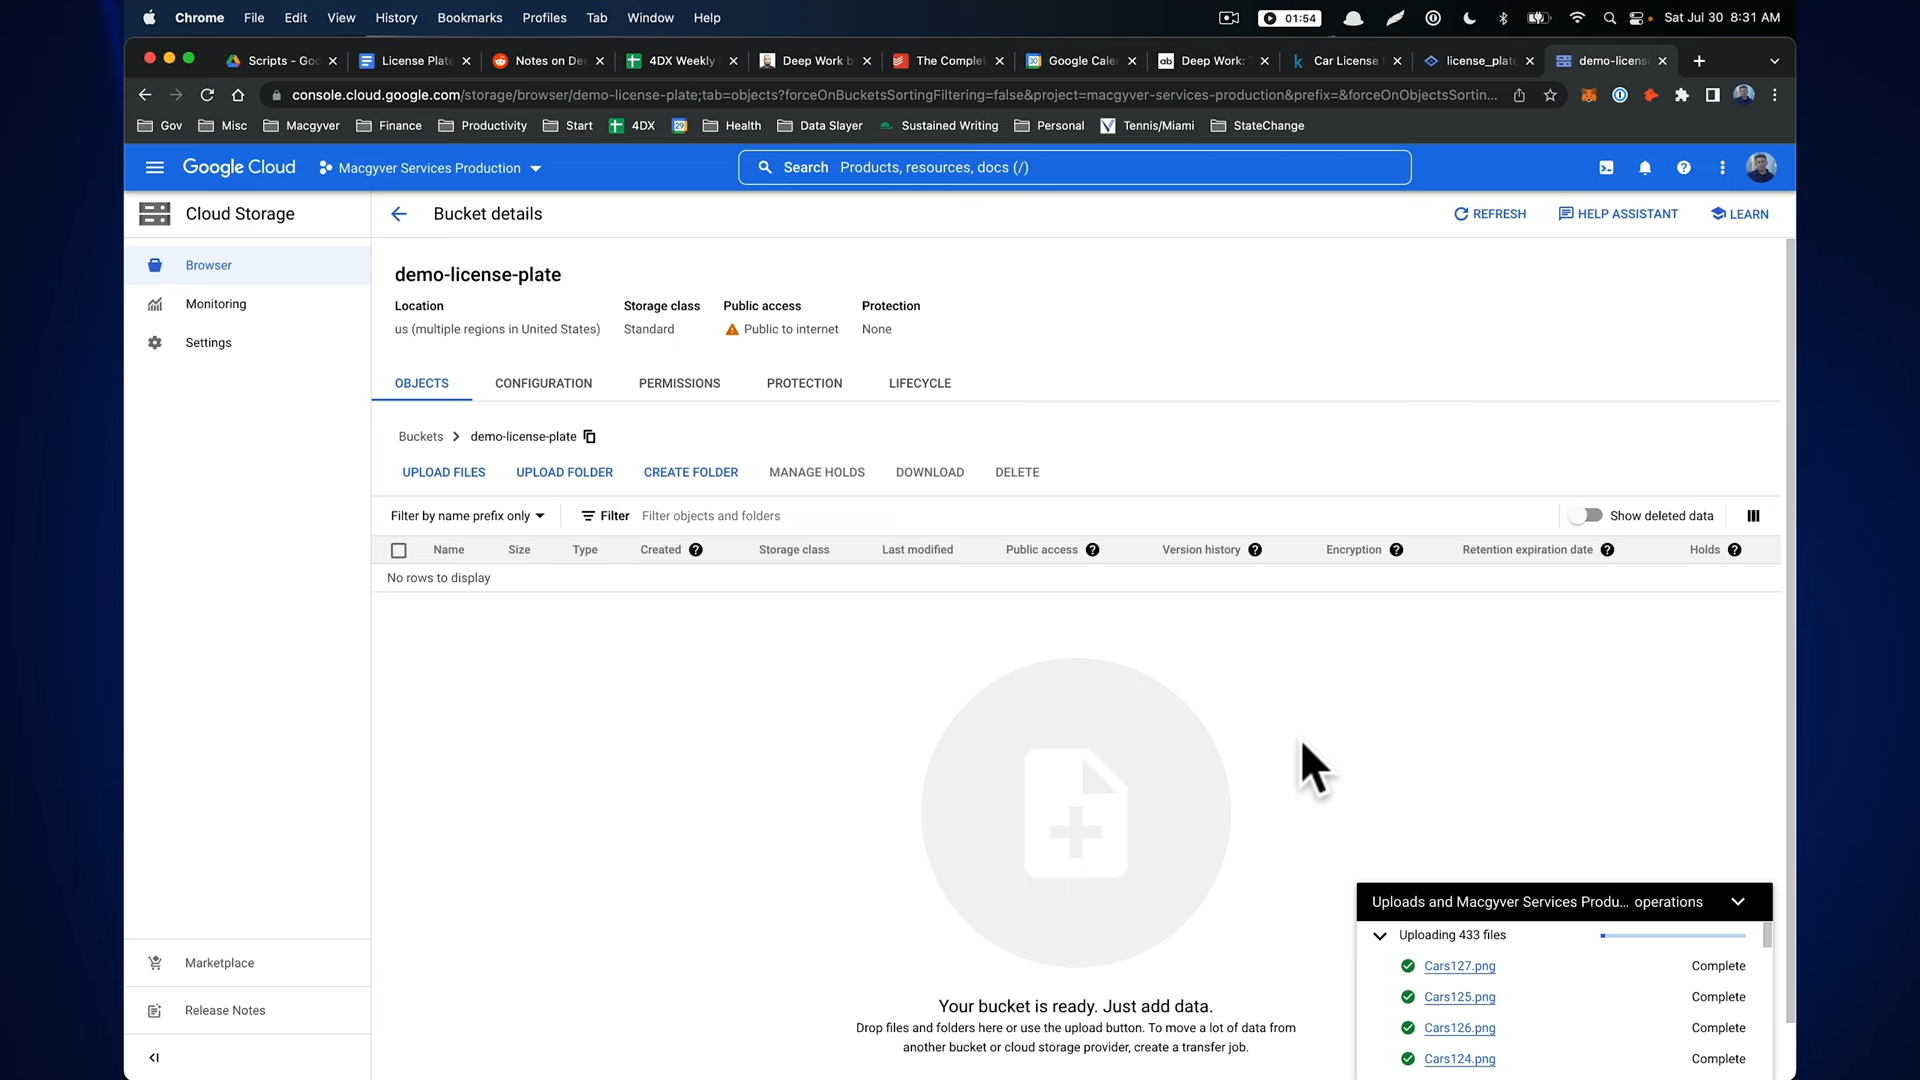 Chrome File Edit View History Bookmarks Profiles Tab Window Help 01:54 Sat Jul 30 8:31 AM
Scripts - Goo License Plate Notes on Dee 4DX Weekly Deep Work b The Complet Google Caler Deep Work: Car License license_plate demo-licens
console.cloud.google.com/storage/browser/demo-license-plate;tab=objects?forceOnBucketsSortingFiltering=false&project=macgyver-services-production&prefix=&forceOnObjectsSortin...
Gov Misc Macgyver Finance Productivity Start 4DX Health Data Slayer Sustained Writing Personal Tennis/Miami StateChange
Google Cloud Macgyver Services Production Search Products, resources, docs (/)
Cloud Storage Bucket details REFRESH HELP ASSISTANT LEARN
Browser
Monitoring
Settings
Marketplace
Release Notes
demo-license-plate
Location Storage class Public access Protection
us (multiple regions in United States) Standard Public to internet None
OBJECTS CONFIGURATION PERMISSIONS PROTECTION LIFECYCLE
Buckets demo-license-plate
UPLOAD FILES UPLOAD FOLDER CREATE FOLDER MANAGE HOLDS DOWNLOAD DELETE
Filter by name prefix only Filter Filter objects and folders Show deleted data
Name Size Type Created Storage class Last modified Public access Version history Encryption Retention expiration date Holds
No rows to display
Your bucket is ready. Just add data.
Drop files and folders here or use the upload button. To move a lot of data from
another bucket or cloud storage provider, create a transfer job.
Uploads and Macgyver Services Produ... operations
Uploading 433 files
Cars127.png Complete
Cars125.png Complete
Cars126.png Complete
Cars124.png Complete